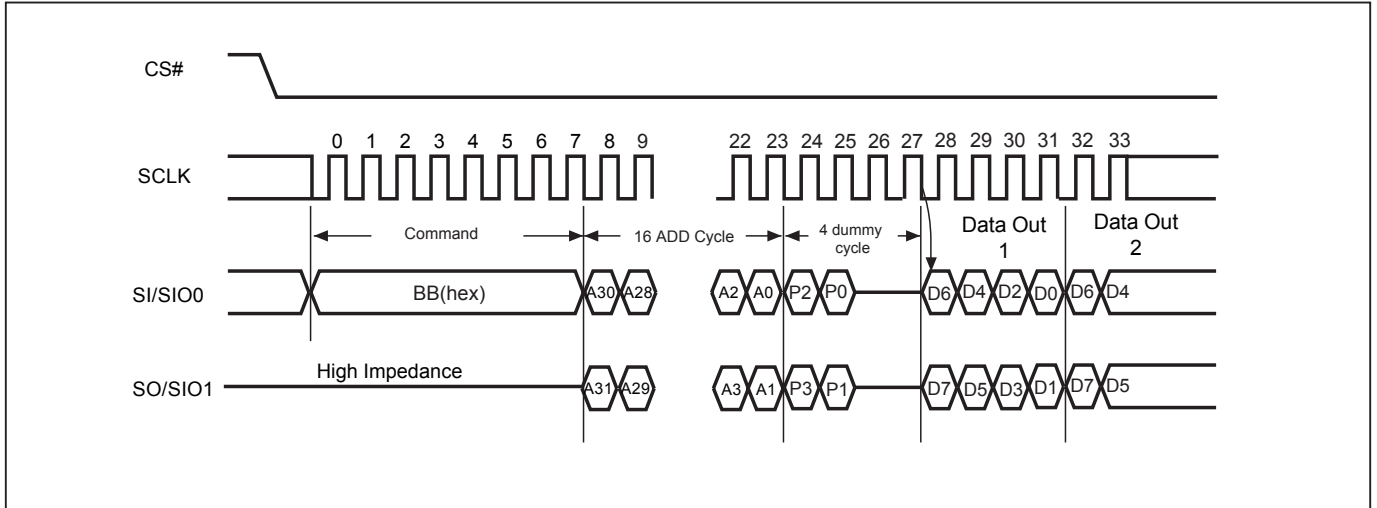 CS#
0 1 2 3 4 5 6 7 8 9 22 23 24 25 26 27 28 29 30 31 32 33
SCLK
Command
16 ADD Cycle
4 dummy
cycle
Data Out
1
Data Out
2
SI/SIO0
BB(hex)
A30 A28 A2 A0 P2 P0 D6 D4 D2 D0 D6 D4
High Impedance
SO/SIO1
A31 A29 A3 A1 P3 P1 D7 D5 D3 D1 D7 D5